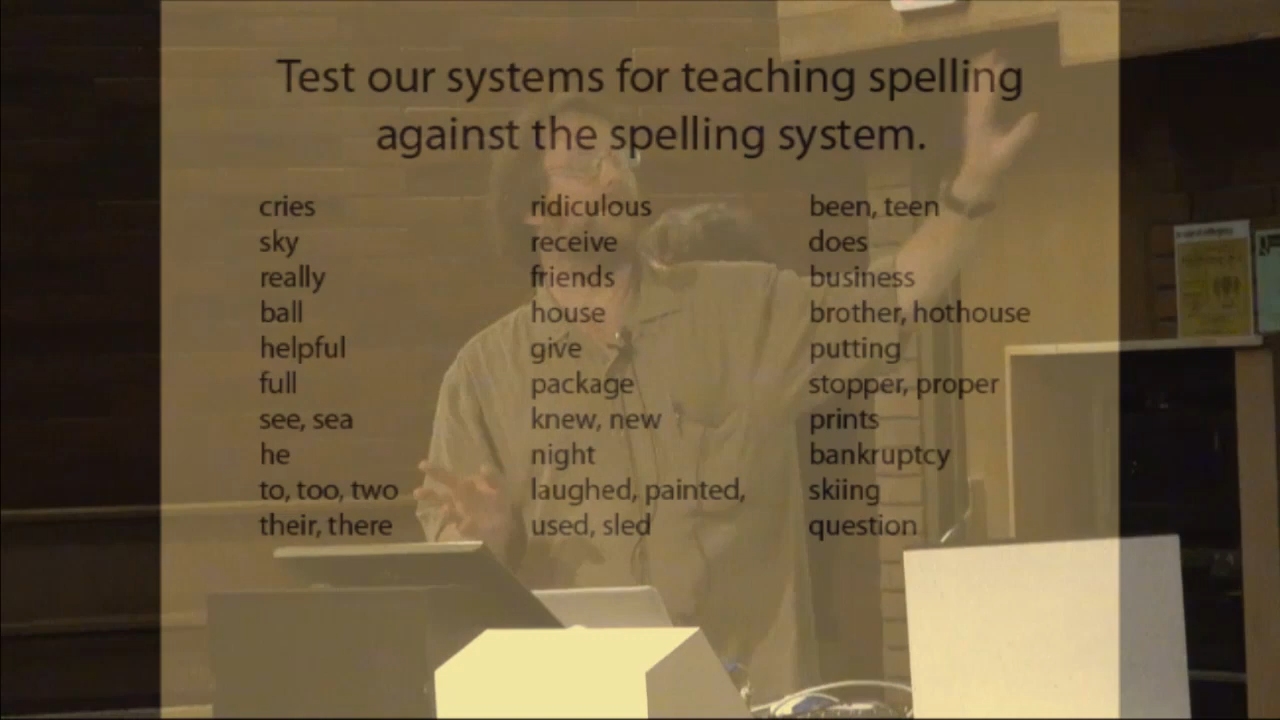 Test our systems for teaching spelling
against the spelling system.
cries
sky
really
ball
helpful
full
see, sea
he
to, too, two
their, there
ridiculous
receive
friends
house
give
package
knew, new
night
laughed, painted,
used, sled
been, teen
does
business
brother, hothouse
putting
stopper, proper
prints
bankruptcy
skiing
question